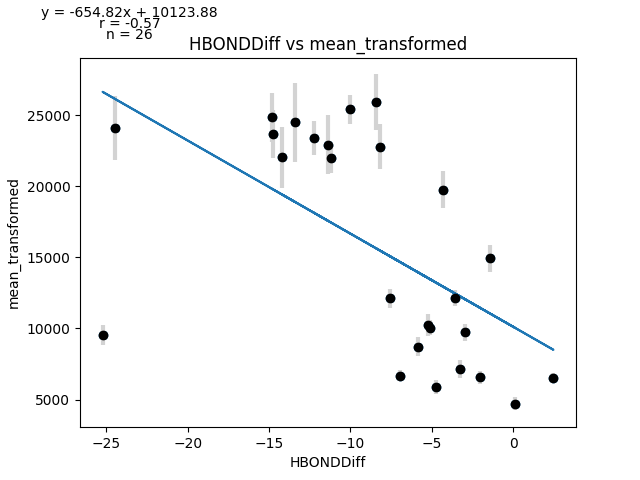 y = -654.82x + 10123.88
r = -0.57
n = 26
HBONDDiff vs mean_transformed
mean_transformed
25000
20000
15000
10000
5000
−25
−20
−15
−10
−5
0
HBONDDiff